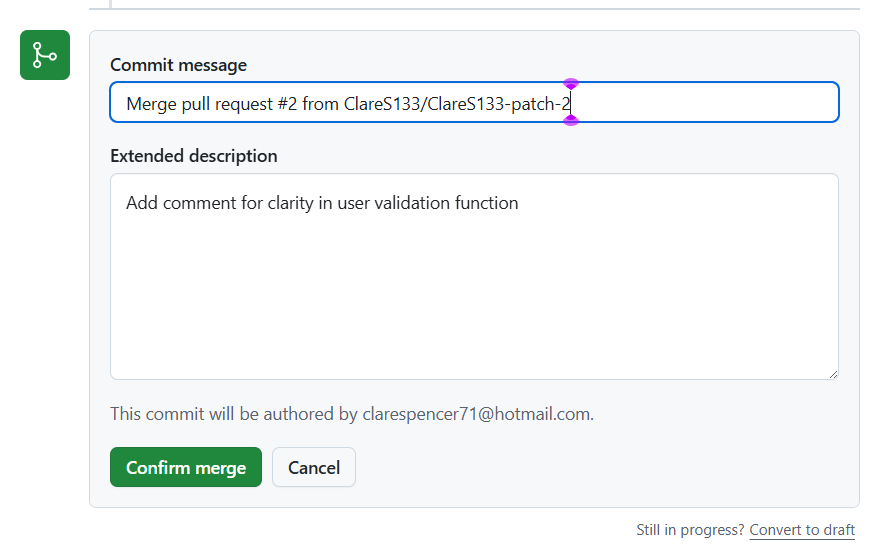 Commit message
Merge pull request #2 from ClareS133/ClareS133-patch-2
Extended description
Add comment for clarity in user validation function
This commit will be authored by clarespencer71@hotmail.com.
Confirm merge
Cancel
Still in progress? Convert to draft